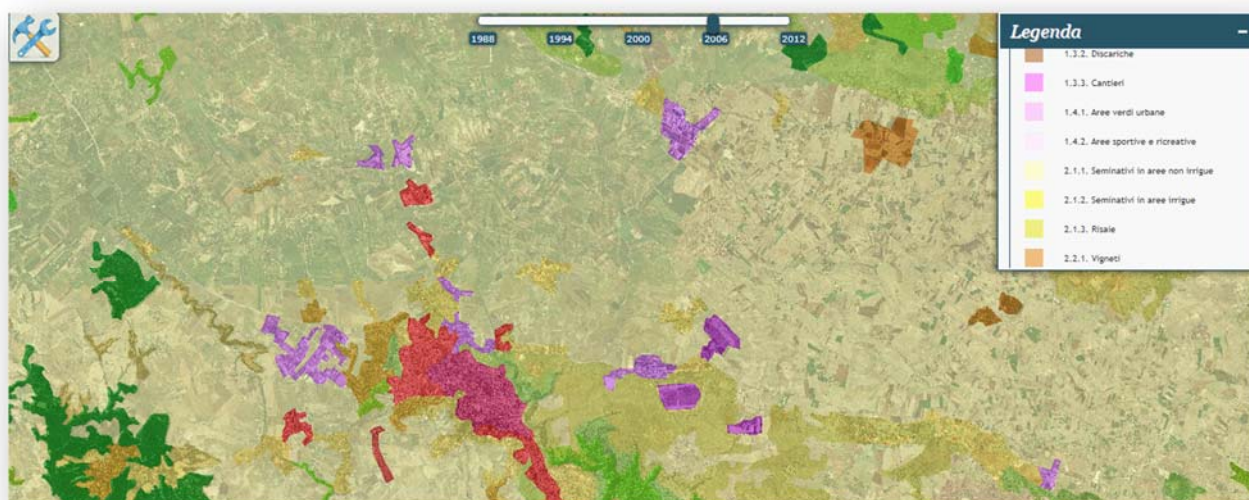 1988 1994 2000 2006 2012
Legenda
1.3.2. Discariche
1.3.3. Cantieri
1.4.1. Aree verdi urbane
1.4.2. Aree sportive e ricreative
2.1.1. Seminativi in aree non irrigue
2.1.2. Seminativi in aree irrigue
2.1.3. Risaie
2.2.1. Vigneti